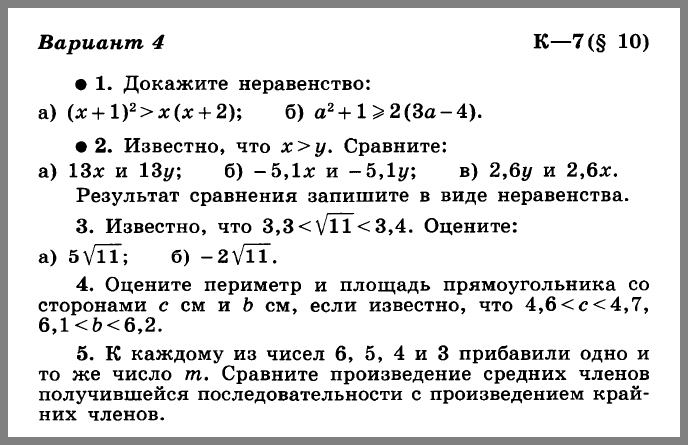 Вариант 4 К—7 (§ 10)
• 1. Докажите неравенство:
а) (x + 1)² > x (x + 2); б) a² + 1 ⩾ 2 (3a – 4).
• 2. Известно, что x > y. Сравните:
а) 13x и 13y; б) –5,1x и –5,1y; в) 2,6y и 2,6x.
Результат сравнения запишите в виде неравенства.
3. Известно, что 3,3 < √11 < 3,4. Оцените:
а) 5√11; б) –2√11.
4. Оцените периметр и площадь прямоугольника со
сторонами c см и b см, если известно, что 4,6 < c < 4,7,
6,1 < b < 6,2.
5. К каждому из чисел 6, 5, 4 и 3 прибавили одно и
то же число m. Сравните произведение средних членов
получившейся последовательности с произведением край-
них членов.